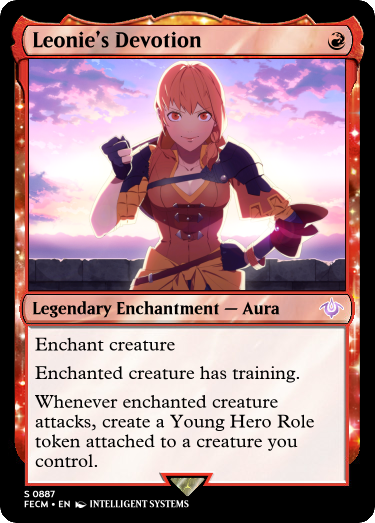 Leonie's Devotion
Legendary Enchantment — Aura
Enchant creature
Enchanted creature has training.
Whenever enchanted creature
attacks, create a Young Hero Role
token attached to a creature you
control.
S 0887
FECM • EN INTELLIGENT SYSTEMS